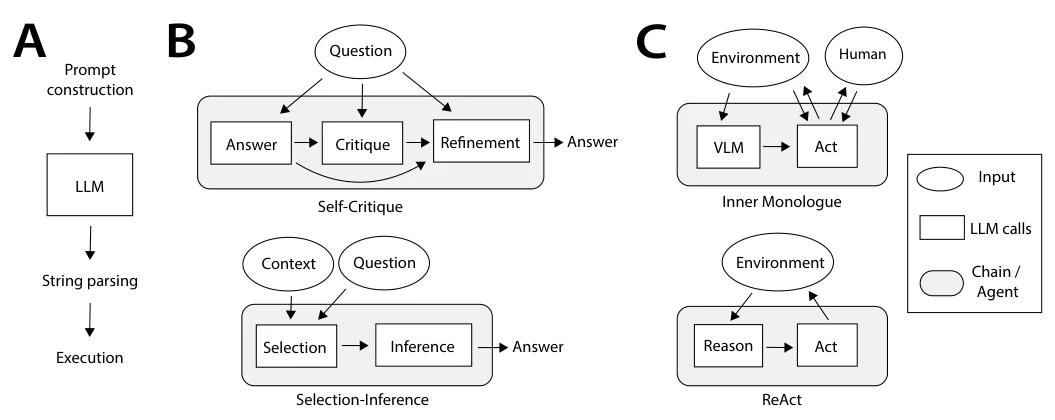 A
Prompt
construction
LLM
String parsing
Execution
B
Question
Answer
Critique
Refinement
Answer
Self-Critique
Context
Question
Selection
Inference
Answer
Selection-Inference
C
Environment
Human
VLM
Act
Inner Monologue
Environment
Reason
Act
ReAct
Input
LLM calls
Chain /
Agent